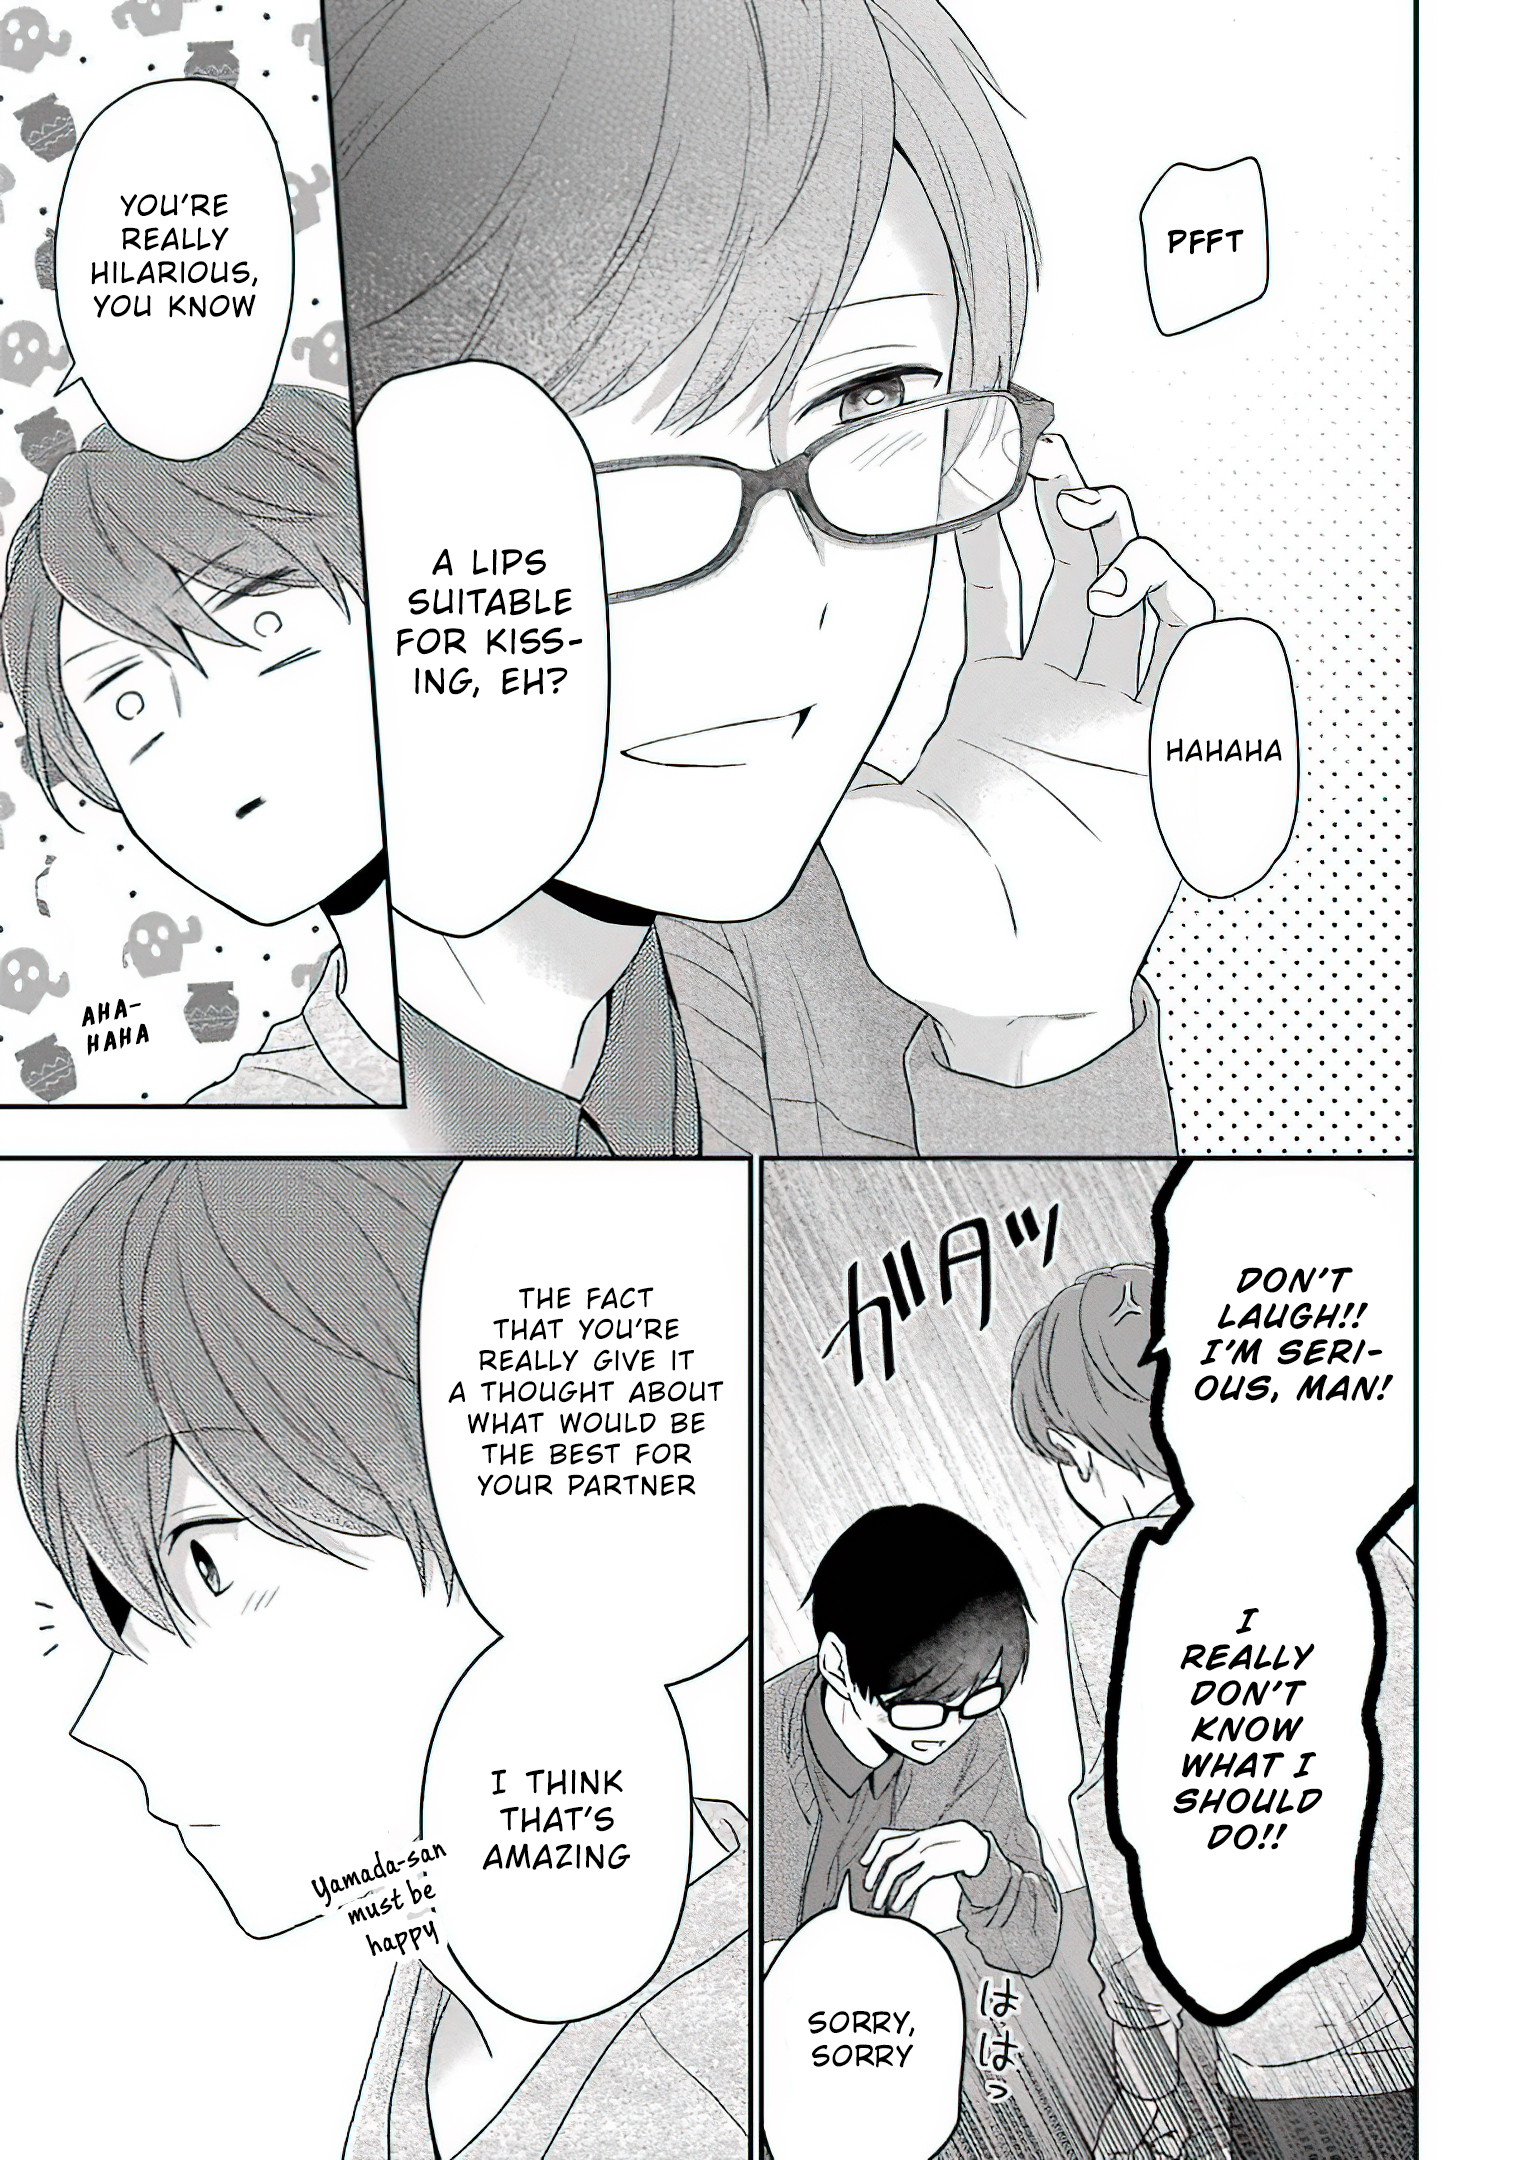 PFFT
HAHAHA
A LIPS
SUITABLE
FOR KISS-
ING, EH?
YOU'RE
REALLY
HILARIOUS,
YOU KNOW
AHA-
HAHA
DON'T
LAUGH!!
I'M SERI-
OUS, MAN!
I
REALLY
DON'T
KNOW
WHAT I
SHOULD
DO!!
ガタッ
SORRY,
SORRY
ははっ
THE FACT
THAT YOU'RE
REALLY GIVE IT
A THOUGHT ABOUT
WHAT WOULD BE
THE BEST FOR
YOUR PARTNER
I THINK
THAT'S
AMAZING
Yamada-san
must be
happy